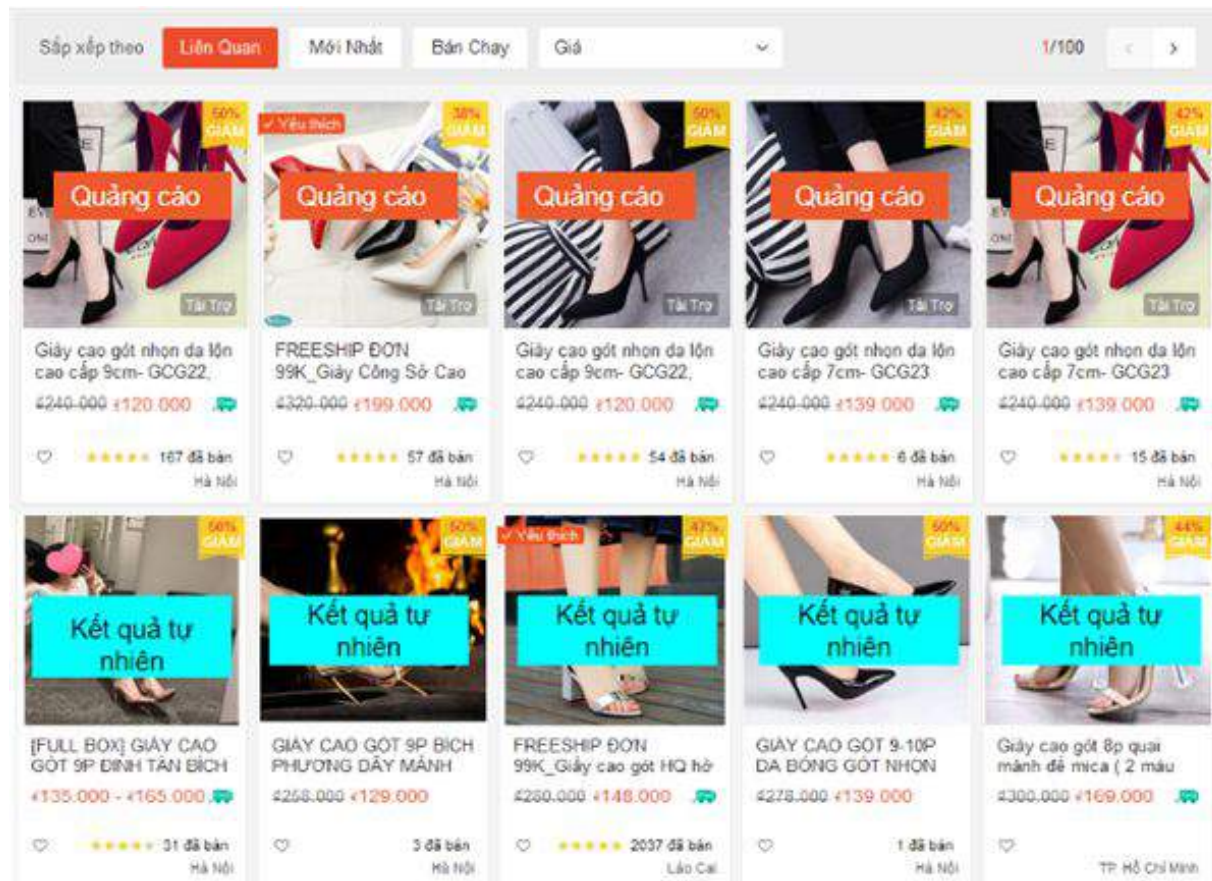 Sắp xếp theo Liên Quan Mới Nhất Bán Chạy Giá 1/100
50% GIẢM
Yêu thích 38% GIẢM
50% GIẢM
42% GIẢM
42% GIẢM
Quảng cáo Quảng cáo Quảng cáo Quảng cáo Quảng cáo
Tài Trợ Tài Trợ Tài Trợ Tài Trợ Tài Trợ
Giày cao gót nhọn da lộn
cao cấp 9cm- GCG22,
₫240.000 ₫120.000
167 đã bán
Hà Nội
FREESHIP ĐƠN
99K_Giày Công Sở Cao
₫320.000 ₫199.000
57 đã bán
Hà Nội
Giày cao gót nhọn da lộn
cao cấp 9cm- GCG22,
₫240.000 ₫120.000
54 đã bán
Hà Nội
Giày cao gót nhọn da lộn
cao cấp 7cm- GCG23
₫240.000 ₫139.000
6 đã bán
Hà Nội
Giày cao gót nhọn da lộn
cao cấp 7cm- GCG23
₫240.000 ₫139.000
15 đã bán
Hà Nội
GIẢM
Kết quả tự
nhiên
[FULL BOX] GIÀY CAO
GÓT 9P ĐINH TÁN BÍCH
₫135.000 - ₫165.000
31 đã bán
Hà Nội
50% GIẢM
Kết quả tự
nhiên
GIÀY CAO GÓT 9P BÍCH
PHƯƠNG DÂY MẢNH
₫258.000 ₫129.000
3 đã bán
Hà Nội
Yêu thích 47% GIẢM
Kết quả tự
nhiên
FREESHIP ĐƠN
99K_Giày cao gót HQ hở
₫280.000 ₫148.000
2037 đã bán
Lào Cai
50% GIẢM
Kết quả tự
nhiên
GIÀY CAO GÓT 9-10P
DA BÓNG GÓT NHỌN
₫278.000 ₫139.000
1 đã bán
Hà Nội
44% GIẢM
Kết quả tự
nhiên
Giày cao gót 8p quai
mảnh đế mica ( 2 màu
₫300.000 ₫169.000
TP. Hồ Chí Minh